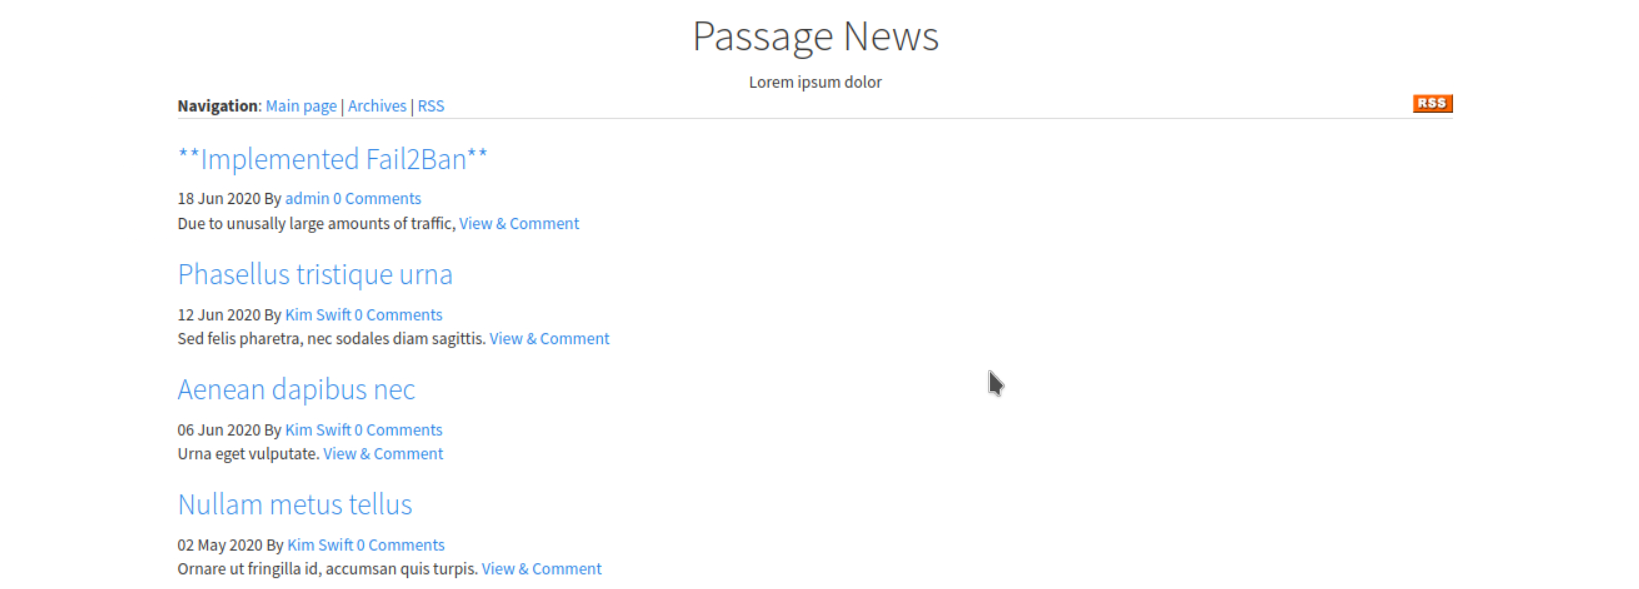 Passage News
Lorem ipsum dolor
Navigation: Main page | Archives | RSS
RSS
**Implemented Fail2Ban**
18 Jun 2020 By admin 0 Comments
Due to unusally large amounts of traffic, View & Comment
Phasellus tristique urna
12 Jun 2020 By Kim Swift 0 Comments
Sed felis pharetra, nec sodales diam sagittis. View & Comment
Aenean dapibus nec
06 Jun 2020 By Kim Swift 0 Comments
Urna eget vulputate. View & Comment
Nullam metus tellus
02 May 2020 By Kim Swift 0 Comments
Ornare ut fringilla id, accumsan quis turpis. View & Comment